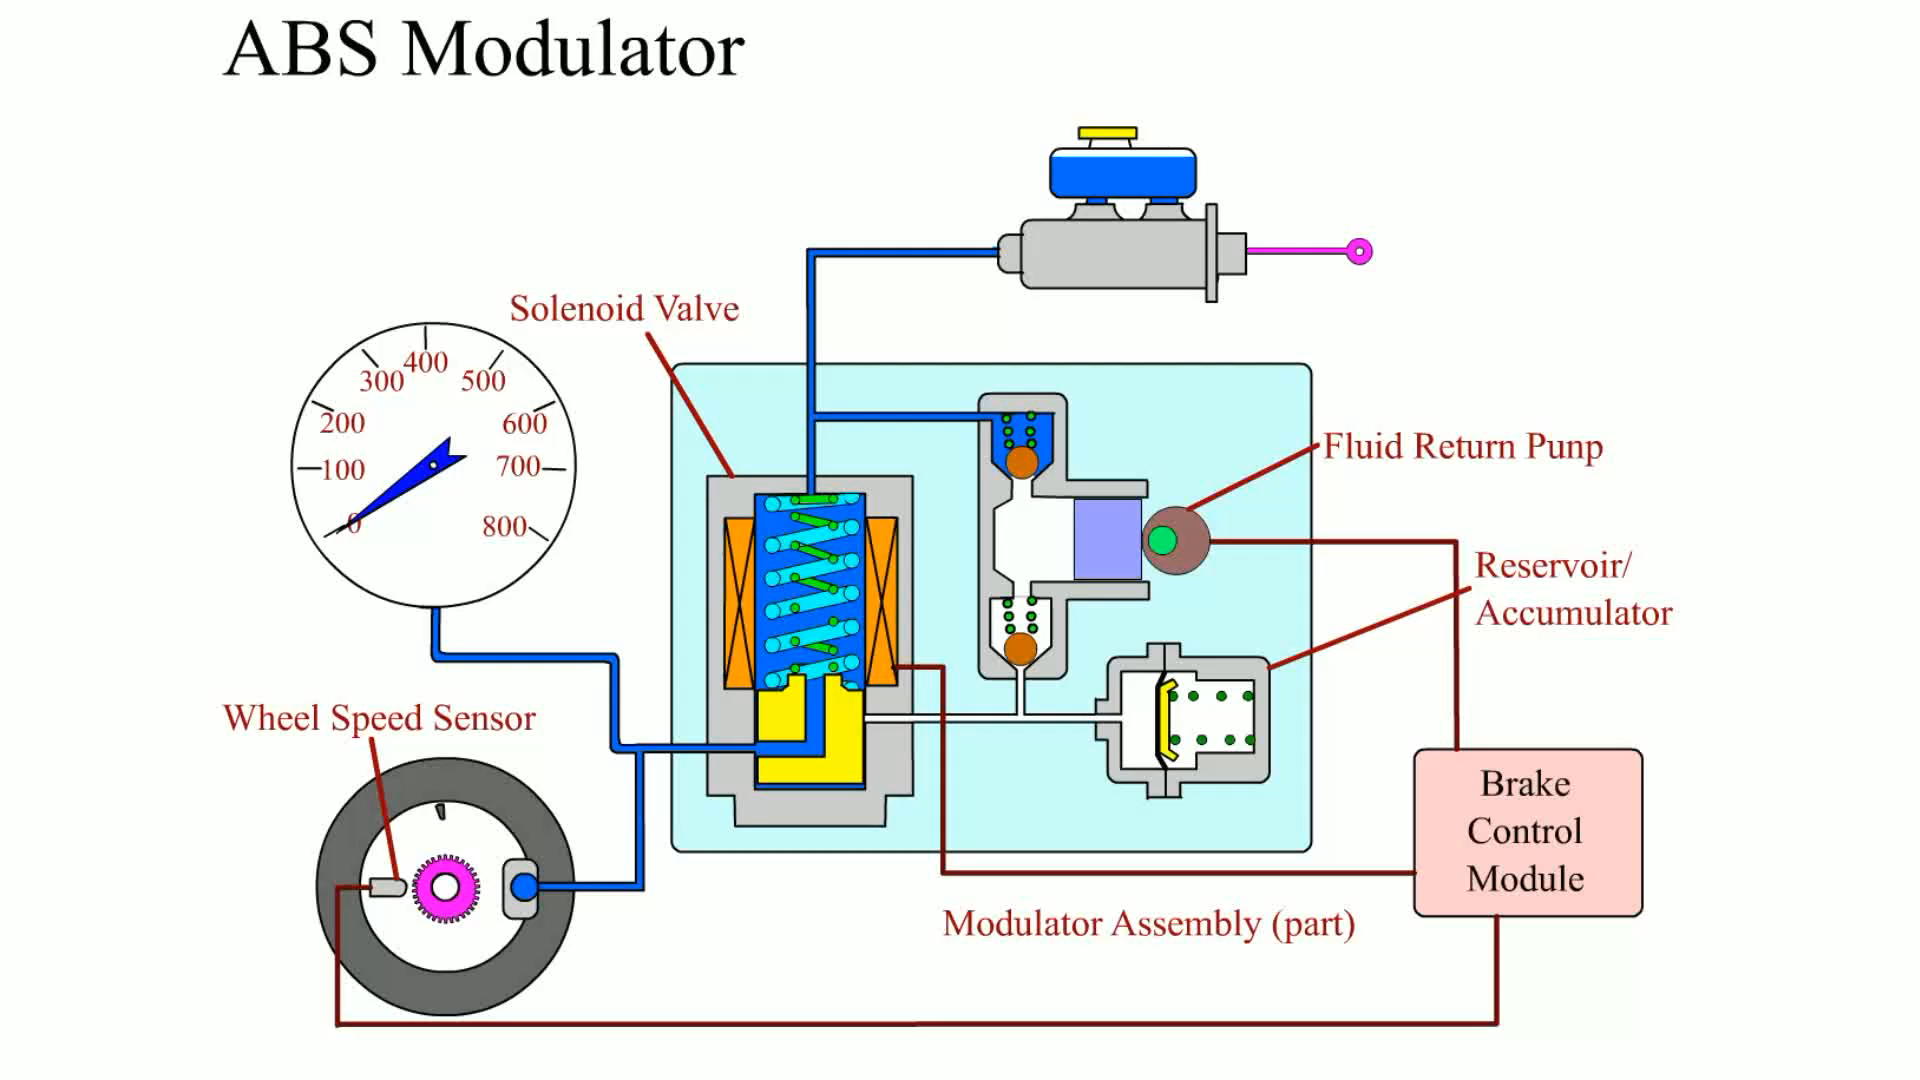 ABS Modulator
Solenoid Valve
400
300
500
200
600
100
700
0
800
Fluid Return Punp
Reservoir/
Accumulator
Wheel Speed Sensor
Brake
Control
Module
Modulator Assembly (part)